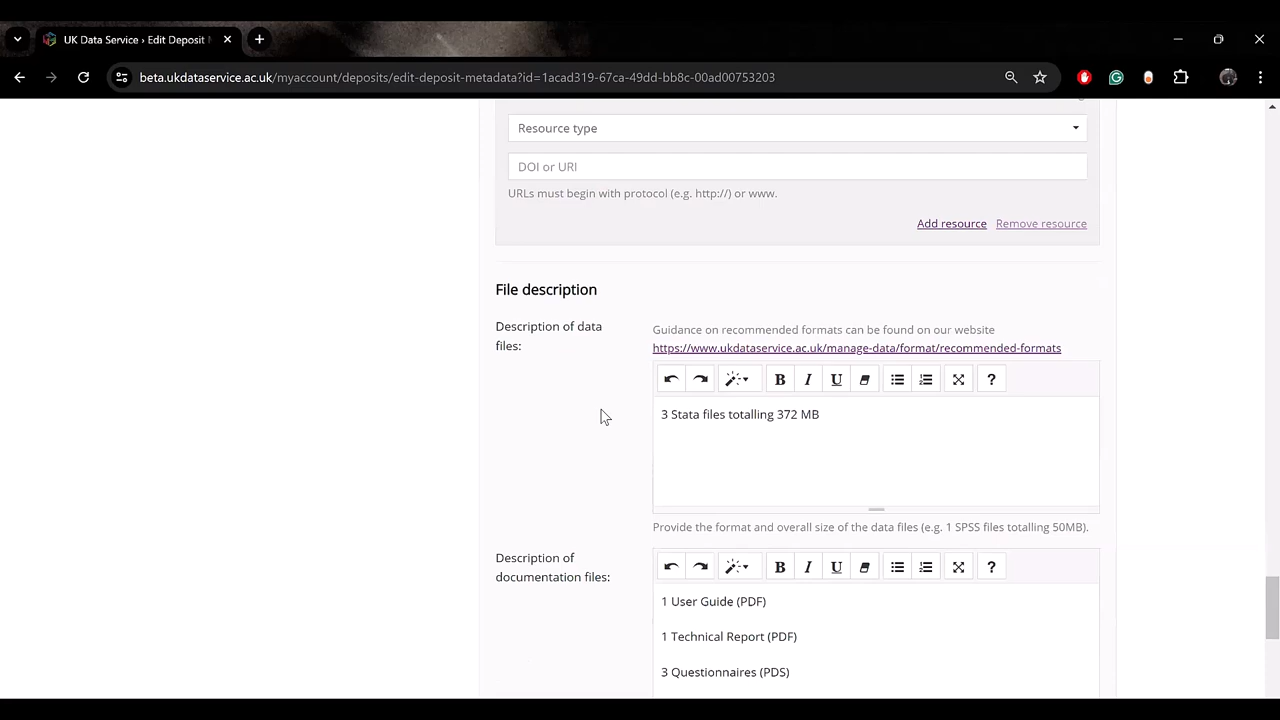 UK Data Service › Edit Deposit M
beta.ukdataservice.ac.uk/myaccount/deposits/edit-deposit-metadata?id=1acad319-67ca-49dd-bb8c-00ad00753203
Resource type
DOI or URI
URLs must begin with protocol (e.g. http://) or www.
Add resource Remove resource
File description
Description of data files:
Guidance on recommended formats can be found on our website
https://www.ukdataservice.ac.uk/manage-data/format/recommended-formats
B I U ?
3 Stata files totalling 372 MB
Provide the format and overall size of the data files (e.g. 1 SPSS files totalling 50MB).
Description of documentation files:
B I U ?
1 User Guide (PDF)
1 Technical Report (PDF)
3 Questionnaires (PDS)